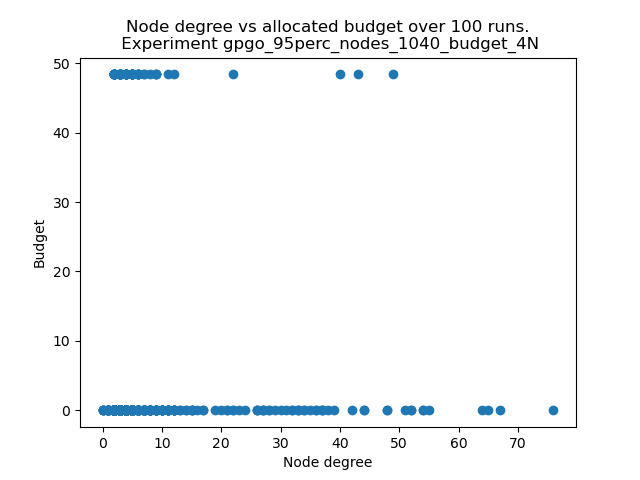 Node degree vs allocated budget over 100 runs.
Experiment gpgo_95perc_nodes_1040_budget_4N
50
40
30
20
10
0
Budget
0 10 20 30 40 50 60 70
Node degree